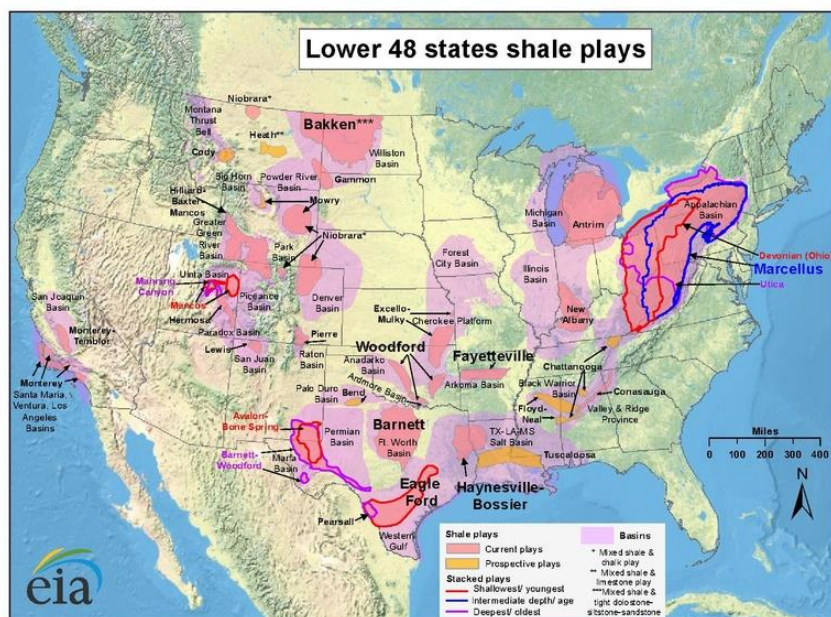 Lower 48 states shale plays
Niobrara*
Montana
Thrust
Belt
Bakken***
Heath**
Cody
Williston
Basin
Big Horn
Basin
Powder River
Basin
Gammon
Hilliard-
Baxter-
Mancos
Mowry
Michigan
Basin
Antrim
Appalachian
Basin
Greater
Green
River
Basin
Niobrara*
Park
Basin
Forest
City Basin
Devonian (Ohio)
Marcellus
Utica
Uinta Basin
Manning
Canyon
Illinois
Basin
San Joaquin
Basin
Mancos
Piceance
Basin
Denver
Basin
Hermosa
Excello-
Mulky
Cherokee Platform
New
Albany
Paradox Basin
Monterey-
Temblor
Pierre
Lewis
San Juan
Basin
Raton
Basin
Woodford
Anadarko
Basin
Fayetteville
Chattanooga
Monterey
Santa Maria,
Ventura, Los
Angeles
Basins
Arkoma Basin
Black Warrior
Basin
Conasauga
Ardmore Basin
Palo Duro
Basin
Bend
Floyd-
Neal
Valley & Ridge
Province
Avalon-
Bone Spring
Permian
Basin
Barnett
Ft. Worth
Basin
TX-LA-MS
Salt Basin
Tuscaloosa
Barnett-
Woodford
Marfa
Basin
Eagle
Ford
Haynesville-
Bossier
Pearsall
Western
Gulf
Miles
0 100 200 300 400
N
Shale plays
Current plays
Prospective plays
Stacked plays
Shallowest/ youngest
Intermediate depth/ age
Deepest/ oldest
Basins
* Mixed shale &
chalk play
** Mixed shale &
limestone play
***Mixed shale &
tight dolostone-
siltstone-sandstone
eia